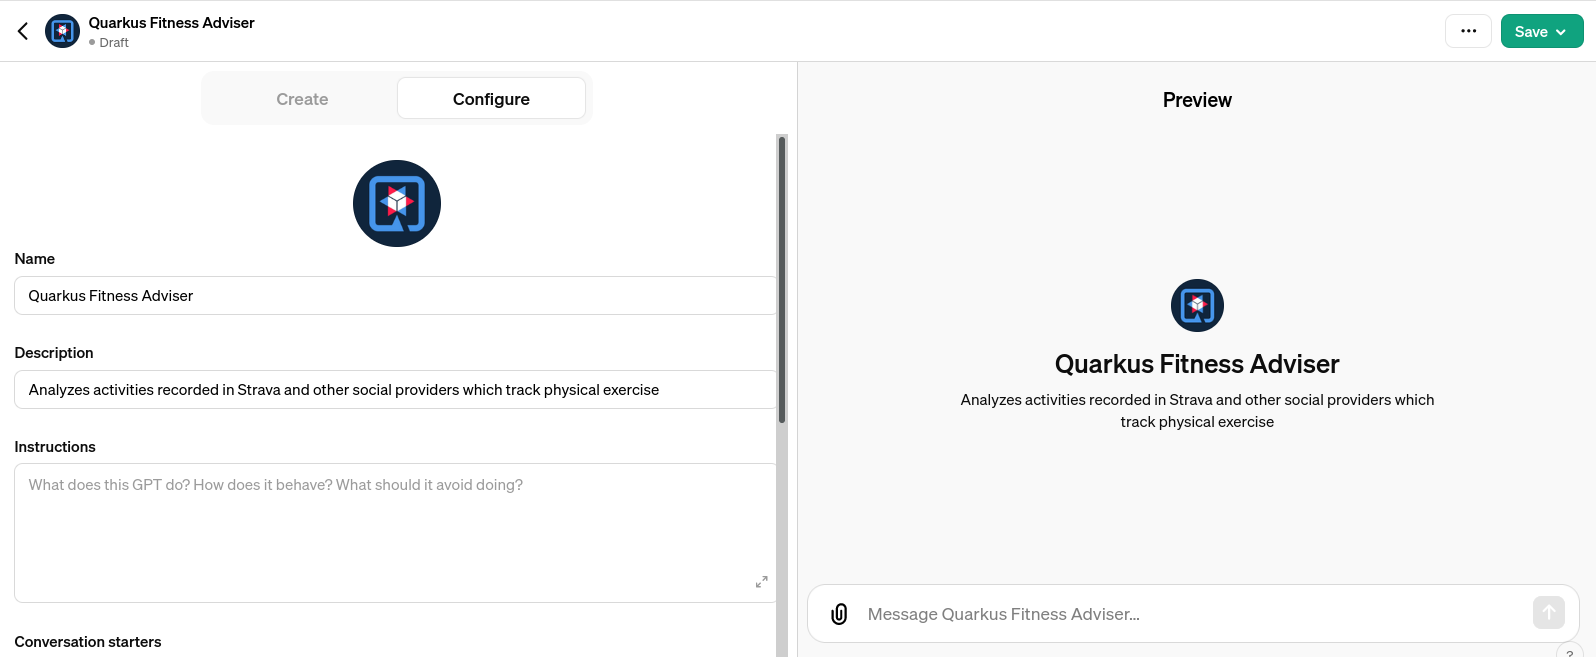 Quarkus Fitness Adviser
Draft
Save
Create
Configure
Preview
Name
Quarkus Fitness Adviser
Description
Analyzes activities recorded in Strava and other social providers which track physical exercise
Instructions
What does this GPT do? How does it behave? What should it avoid doing?
Conversation starters
Quarkus Fitness Adviser
Analyzes activities recorded in Strava and other social providers which
track physical exercise
Message Quarkus Fitness Adviser...
?